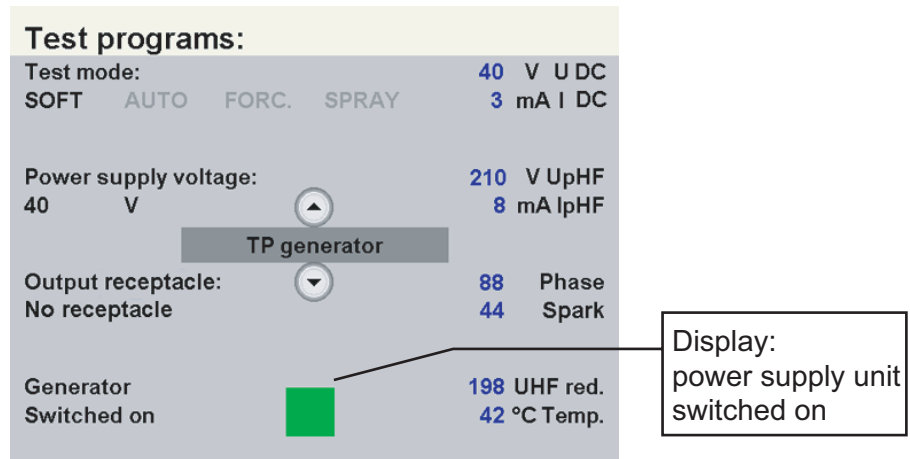 Test programs:
Test mode:
40 V U DC
SOFT AUTO FORC. SPRAY
3 mA I DC
Power supply voltage:
210 V UpHF
40 V
8 mA IpHF
TP generator
Output receptacle:
88 Phase
No receptacle
44 Spark
Generator
198 UHF red.
Switched on
42 °C Temp.
Display:
power supply unit
switched on